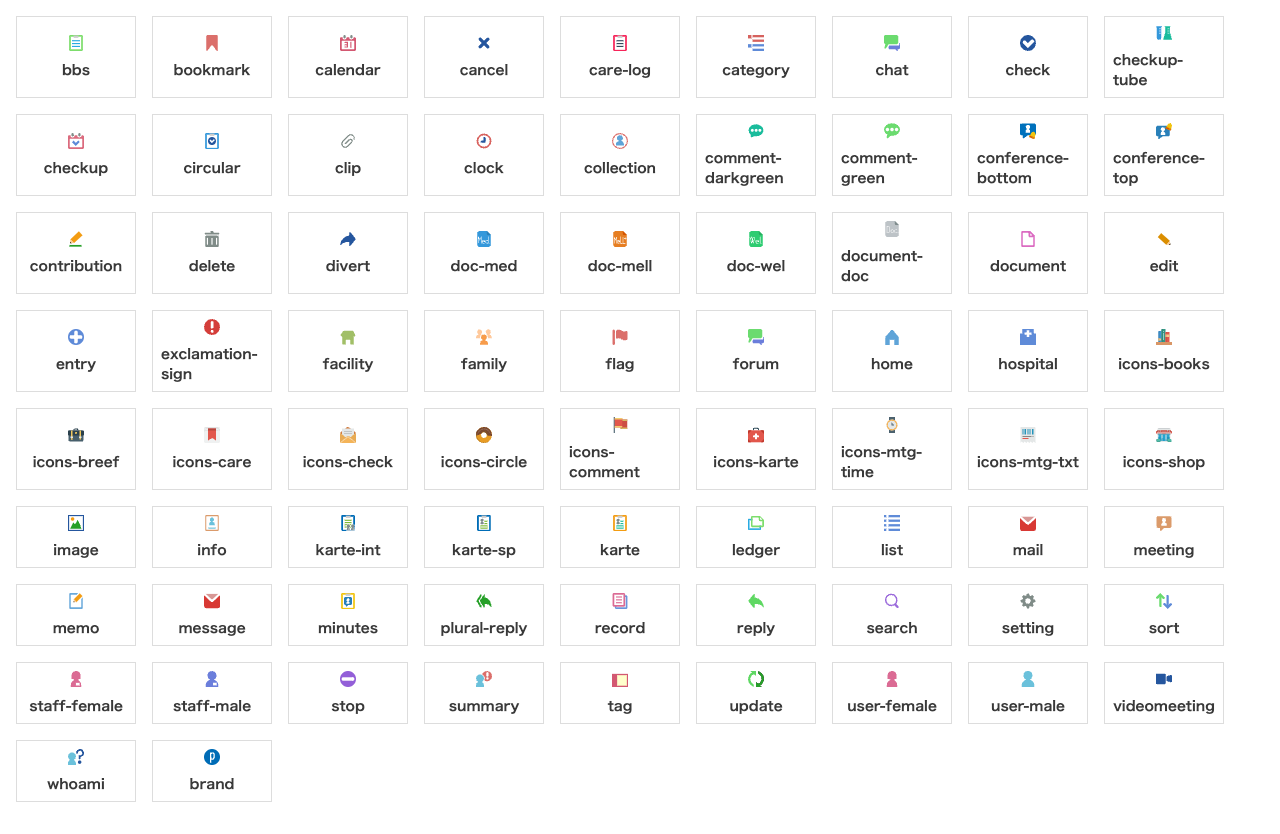 bbs
bookmark
calendar
cancel
care-log
category
chat
check
checkup-
tube
checkup
circular
clip
clock
collection
comment-
darkgreen
comment-
green
conference-
bottom
conference-
top
contribution
delete
divert
doc-med
doc-mell
doc-wel
document-
doc
document
edit
entry
exclamation-
sign
facility
family
flag
forum
home
hospital
icons-books
icons-breef
icons-care
icons-check
icons-circle
icons-
comment
icons-karte
icons-mtg-
time
icons-mtg-txt
icons-shop
image
info
karte-int
karte-sp
karte
ledger
list
mail
meeting
memo
message
minutes
plural-reply
record
reply
search
setting
sort
staff-female
staff-male
stop
summary
tag
update
user-female
user-male
videomeeting
whoami
brand